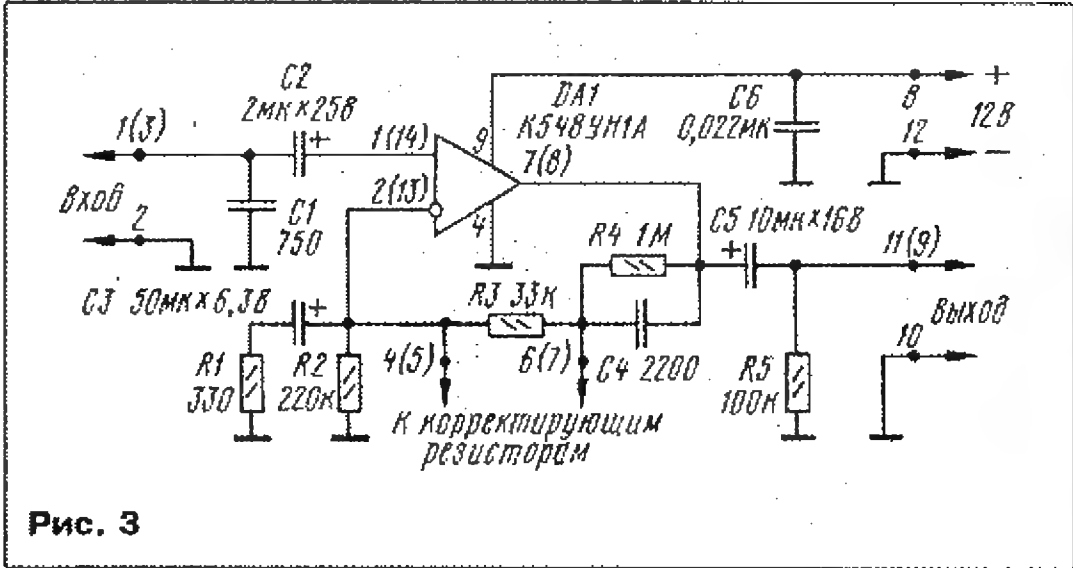 C2
2мк×25В
1(3)
Вход
2
C1
750
1(14)
2(13)
9
4
DA1
К548УН1А
7(8)
C6
0,022мк
8
+
12В
12
−
C3 50мк×6,3В
+
+
R1
330
R2
220к
R3 33к
4(5)
6(7)
R4 1М
C4 2200
C5 10мк×16В
+
11(9)
Выход
10
R5
100к
К корректирующим
резисторам
Рис. 3